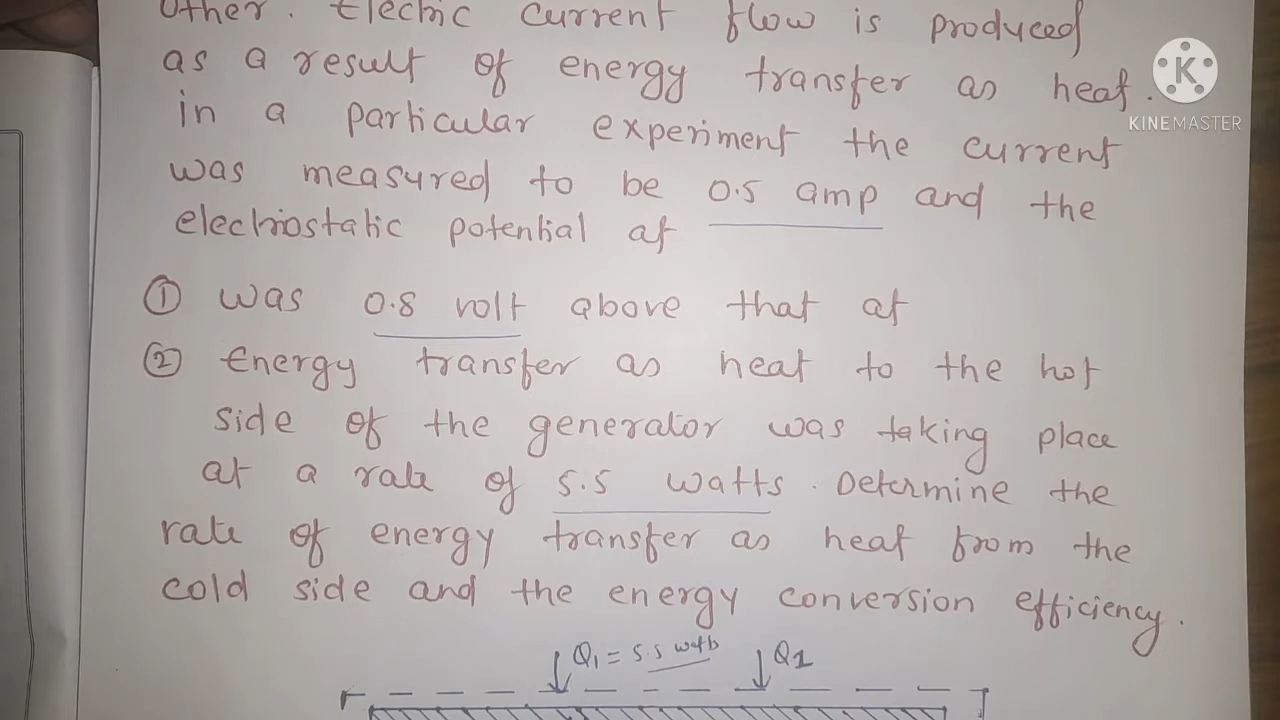 other. Electric current flow is produced
as a result of energy transfer as heat.
in a particular experiment the current
was measured to be 0.5 amp and the
electrostatic potential at
① was 0.8 volt above that at
② Energy transfer as heat to the hot
side of the generator was taking place
at a rate of 5.5 watts. Determine the
rate of energy transfer as heat from the
cold side and the energy conversion efficiency.
Q1 = 5.5 watts Q2
K
KINEMASTER